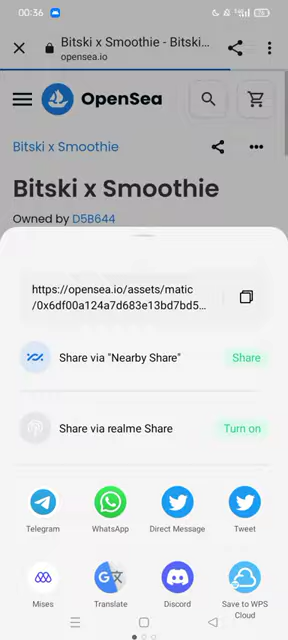 00:36
Bitski x Smoothie - Bitski...
opensea.io
OpenSea
Bitski x Smoothie
Bitski x Smoothie
Owned by D5B644
https://opensea.io/assets/matic
/0x6df00a124a7d683e13bd7bd5...
Share via "Nearby Share"
Share
Share via realme Share
Turn on
Telegram
WhatsApp
Direct Message
Tweet
Mises
Translate
Discord
Save to WPS
Cloud